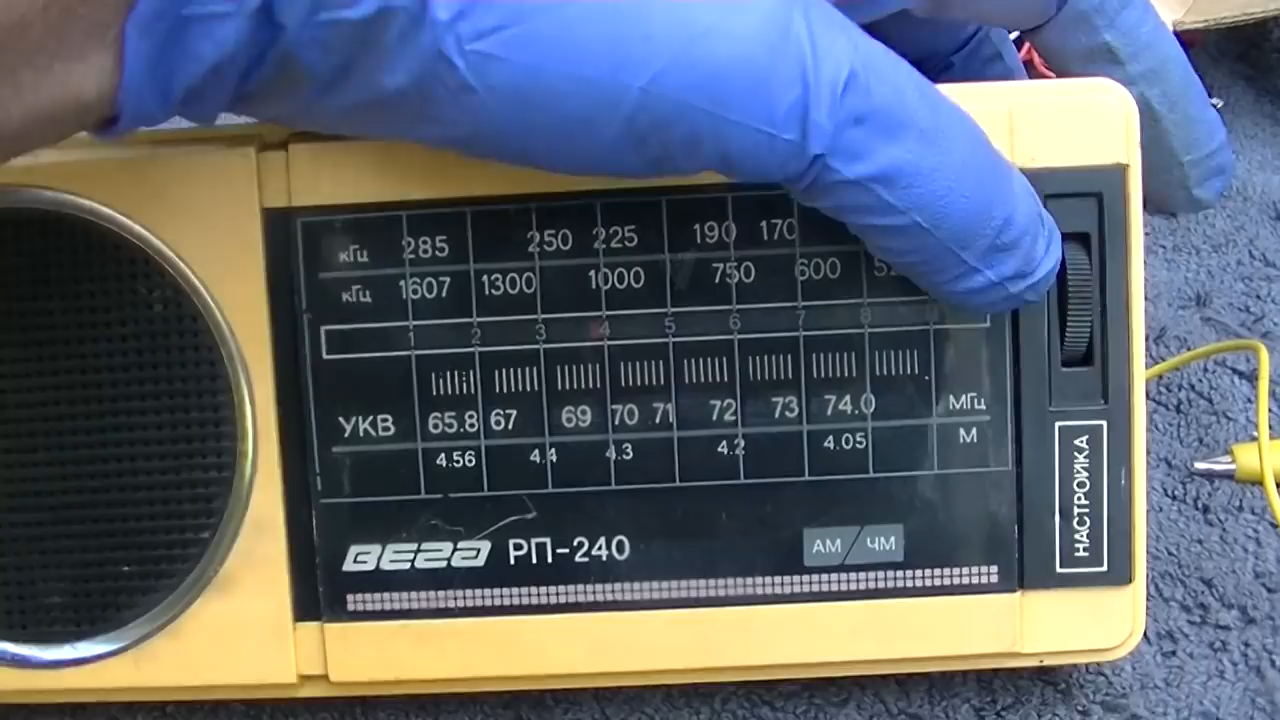 кГц 285 250 225 190 170
кГц 1607 1300 1000 750 600
1 2 3 4 5 6 7 8
УКВ 65.8 67 69 70 71 72 73 74.0 МГц
4.56 4.4 4.3 4.2 4.05 М
ВЕГА РП-240 АМ/ЧМ
НАСТРОЙКА